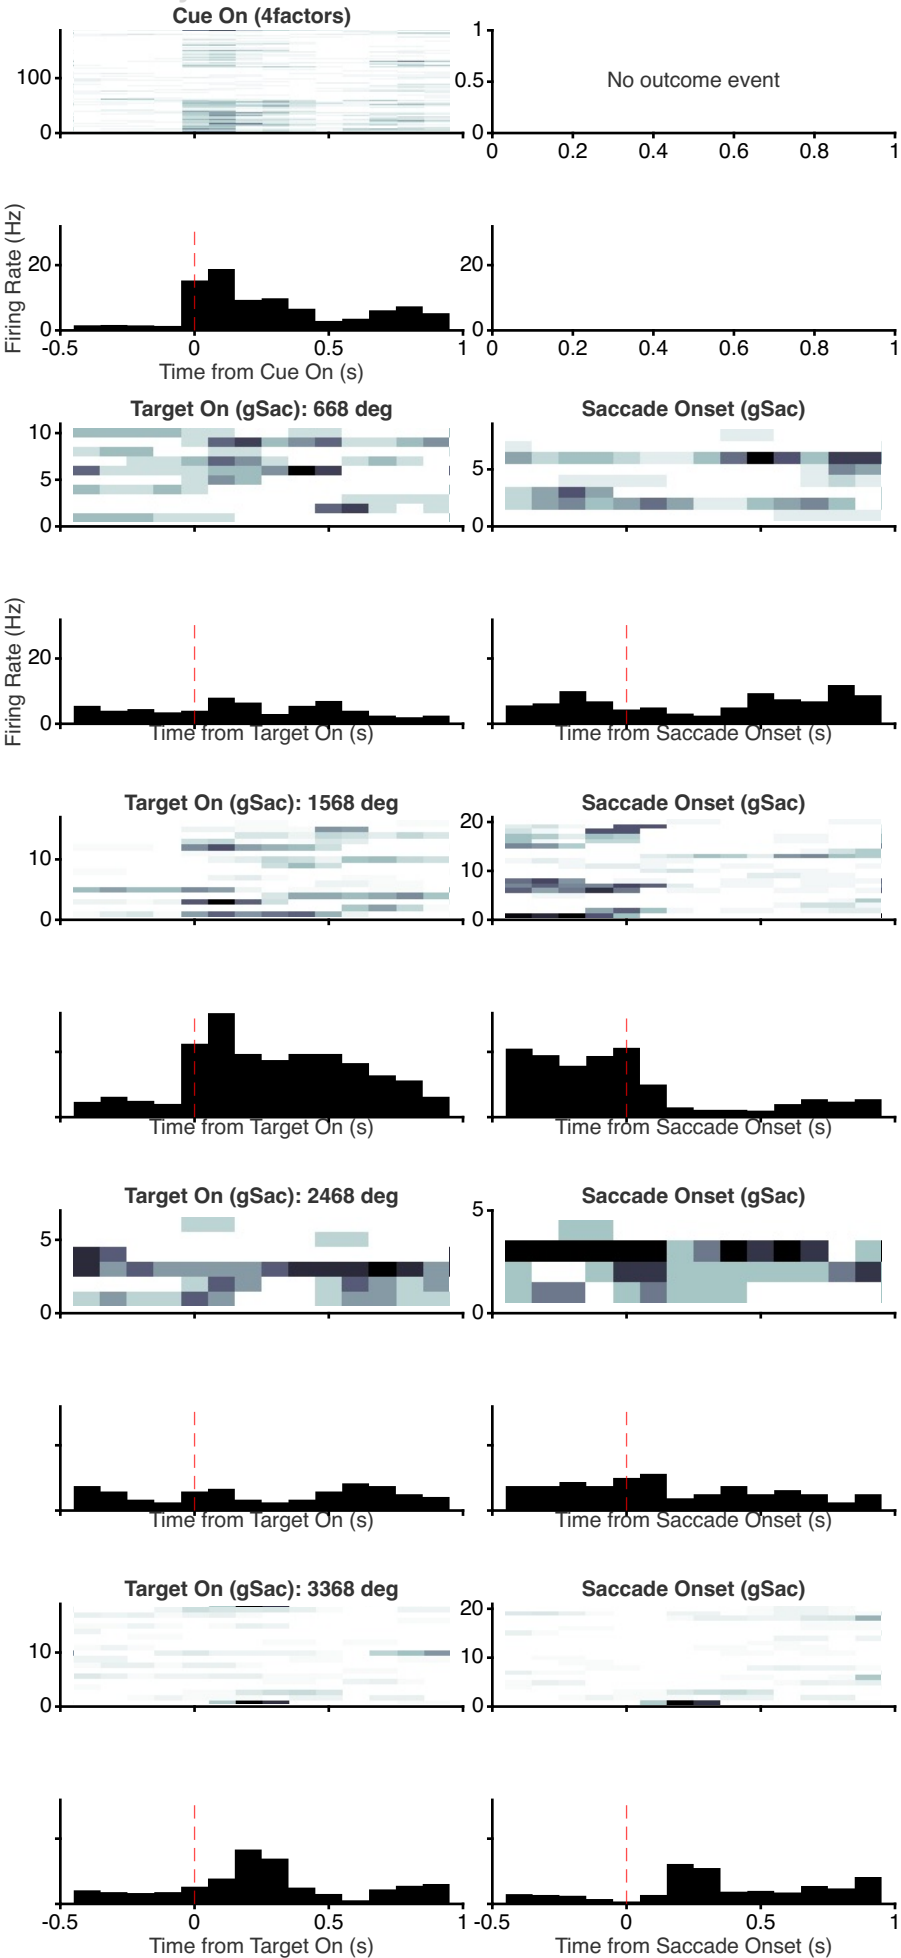 Cue On (4factors)
100
0
1
0.5
0
No outcome event
0 0.2 0.4 0.6 0.8 1
Firing Rate (Hz)
20
0
-0.5 0 0.5 1
Time from Cue On (s)
20
0
0 0.2 0.4 0.6 0.8 1
Target On (gSac): 668 deg
10
5
0
Saccade Onset (gSac)
5
0
Firing Rate (Hz)
20
0
Time from Target On (s)
Time from Saccade Onset (s)
Target On (gSac): 1568 deg
10
0
Saccade Onset (gSac)
20
10
0
Time from Target On (s)
Time from Saccade Onset (s)
Target On (gSac): 2468 deg
5
0
Saccade Onset (gSac)
5
0
Time from Target On (s)
Time from Saccade Onset (s)
Target On (gSac): 3368 deg
10
0
Saccade Onset (gSac)
20
10
0
-0.5 0 0.5 1
Time from Target On (s)
-0.5 0 0.5 1
Time from Saccade Onset (s)